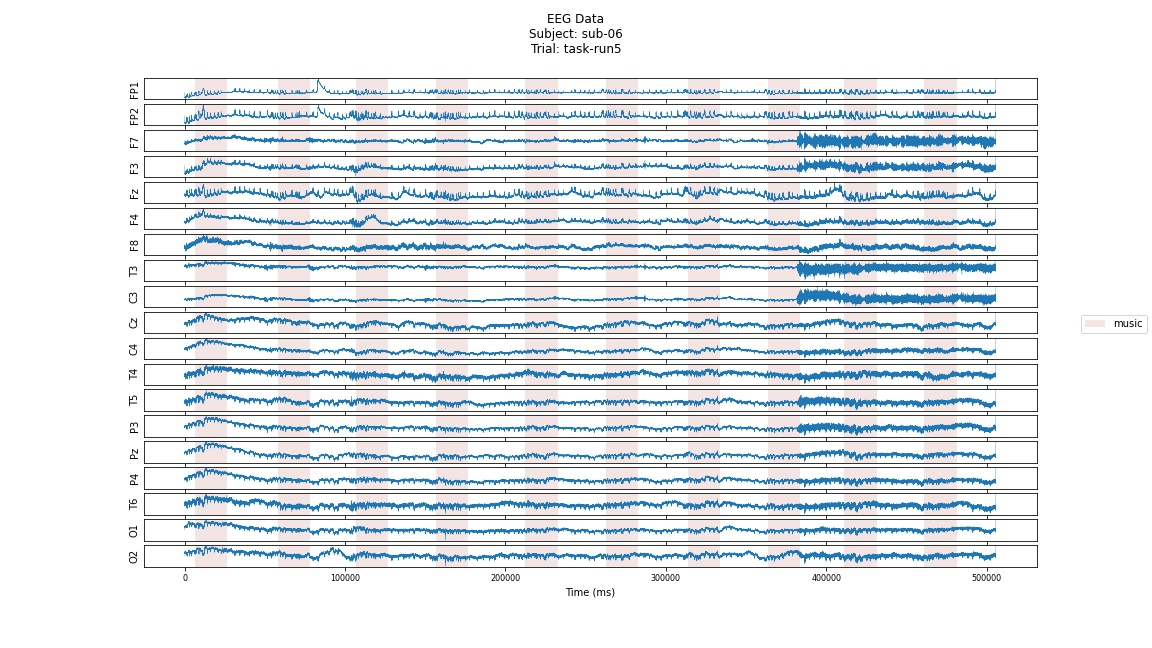 EEG Data
Subject: sub-06
Trial: task-run5
FP1
FP2
F7
F3
Fz
F4
F8
T3
C3
Cz
C4
T4
T5
P3
Pz
P4
T6
O1
O2
music
0 100000 200000 300000 400000 500000
Time (ms)